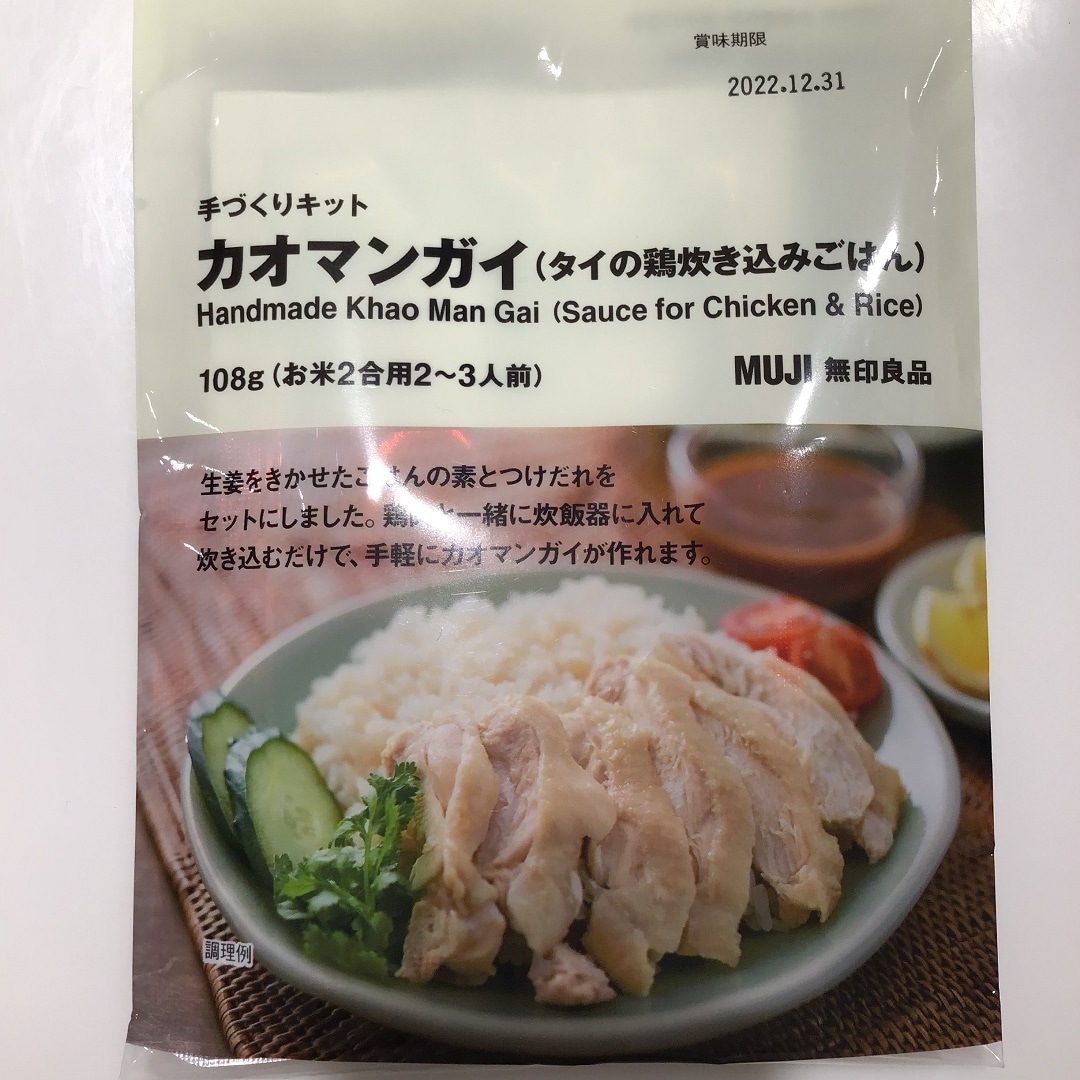 賞味期限
2022.12.31
手づくりキット
カオマンガイ(タイの鶏炊き込みごはん)
Handmade Khao Man Gai (Sauce for Chicken & Rice)
108g(お米2合用2〜3人前)
MUJI 無印良品
生姜をきかせたごはんの素とつけだれを
セットにしました。鶏肉と一緒に炊飯器に入れて
炊き込むだけで、手軽にカオマンガイが作れます。
調理例